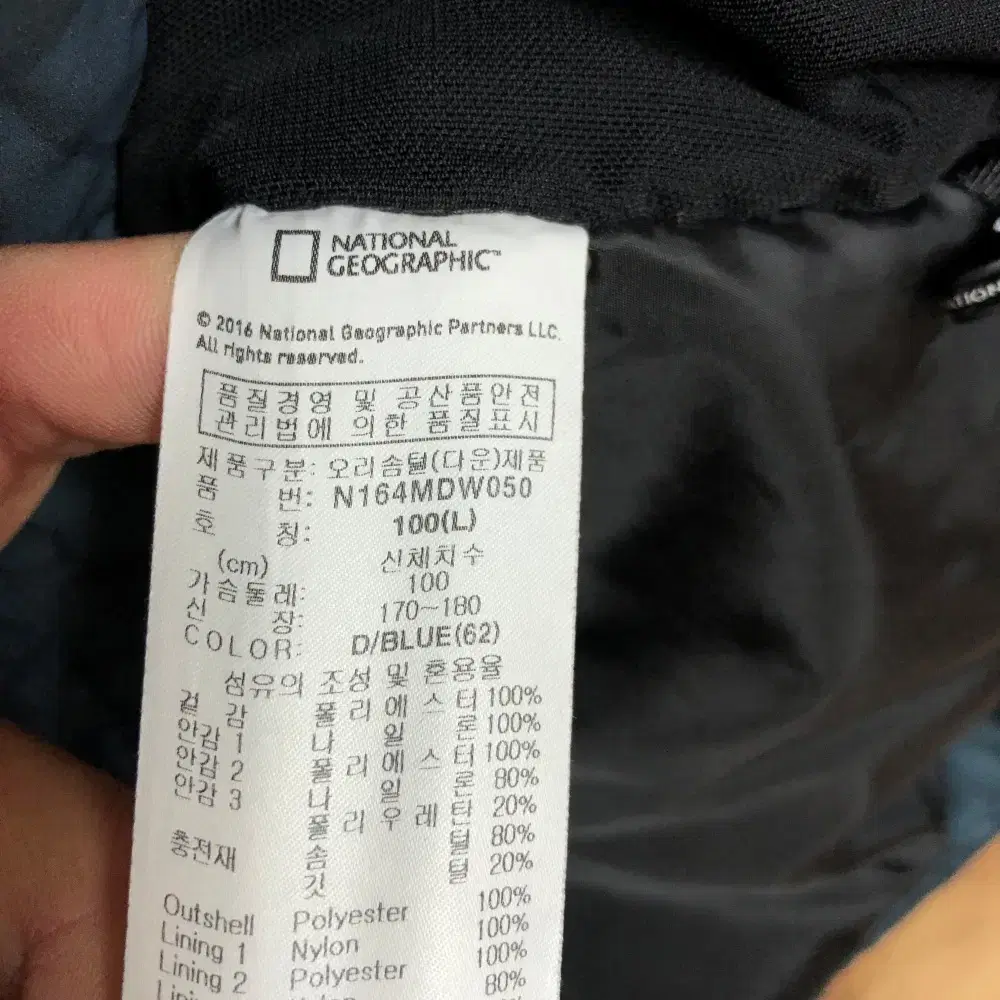 NATIONAL
GEOGRAPHIC™
© 2016 National Geographic Partners LLC.
All rights reserved.
품질경영 및 공산품안전
관리법에 의한 품질표시
제품구분: 오리솜털(다운)제품
품 번: N164MDW050
호 칭: 100(L)
(cm) 신체치수
가슴둘레: 100
신 장: 170~180
COLOR: D/BLUE(62)
섬유의 조성 및 혼용율
겉 감 폴리에스터 100%
안감 1 나일론 100%
안감 2 폴리에스터 100%
안감 3 나일론 80%
폴리우레탄 20%
충전재 솜털 80%
깃털 20%
Outshell Polyester 100%
Lining 1 Nylon 100%
Lining 2 Polyester 100%
80%